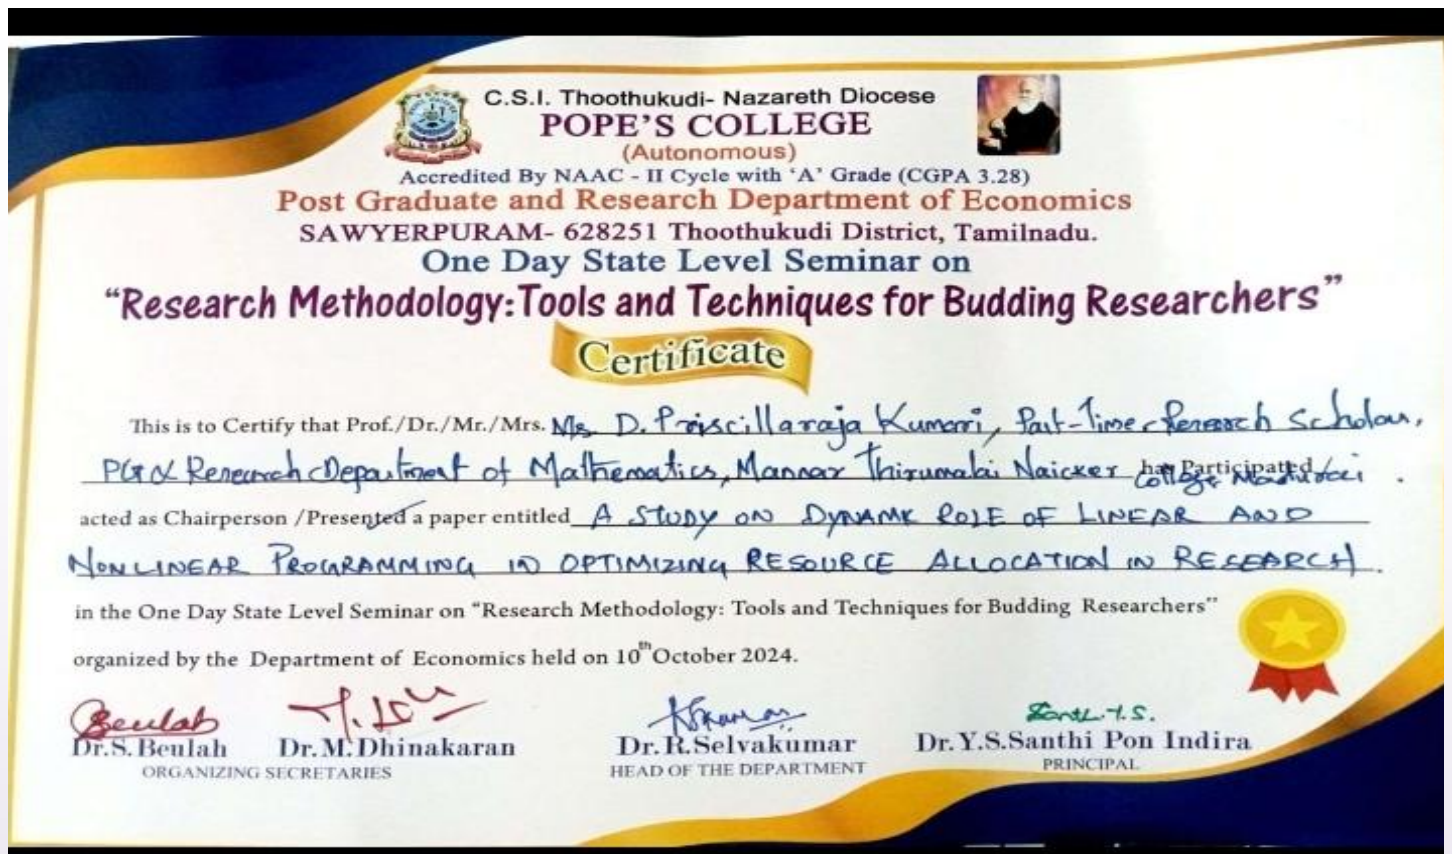 C.S.I. Thoothukudi- Nazareth Diocese
POPE'S COLLEGE
(Autonomous)
Accredited By NAAC - II Cycle with 'A' Grade (CGPA 3.28)
Post Graduate and Research Department of Economics
SAWYERPURAM- 628251 Thoothukudi District, Tamilnadu.
One Day State Level Seminar on
"Research Methodology:Tools and Techniques for Budding Researchers"
Certificate
This is to Certify that Prof./Dr./Mr./Mrs. Ms. D. Priscillaraja Kumari, Part-Time Research Scholar,
PG & Research Department of Mathematics, Mannar Thirumalai Naicker College, Madurai has Participated.
acted as Chairperson /Presented a paper entitled A STUDY ON DYNAMIC ROLE OF LINEAR AND
NONLINEAR PROGRAMMING IN OPTIMIZING RESOURCE ALLOCATION IN RESEARCH.
in the One Day State Level Seminar on "Research Methodology: Tools and Techniques for Budding Researchers"
organized by the Department of Economics held on 10th October 2024.
Beulah
Dr.S.Beulah Dr.M.Dhinakaran Dr.R.Selvakumar Dr.Y.S.Santhi Pon Indira
ORGANIZING SECRETARIES HEAD OF THE DEPARTMENT PRINCIPAL